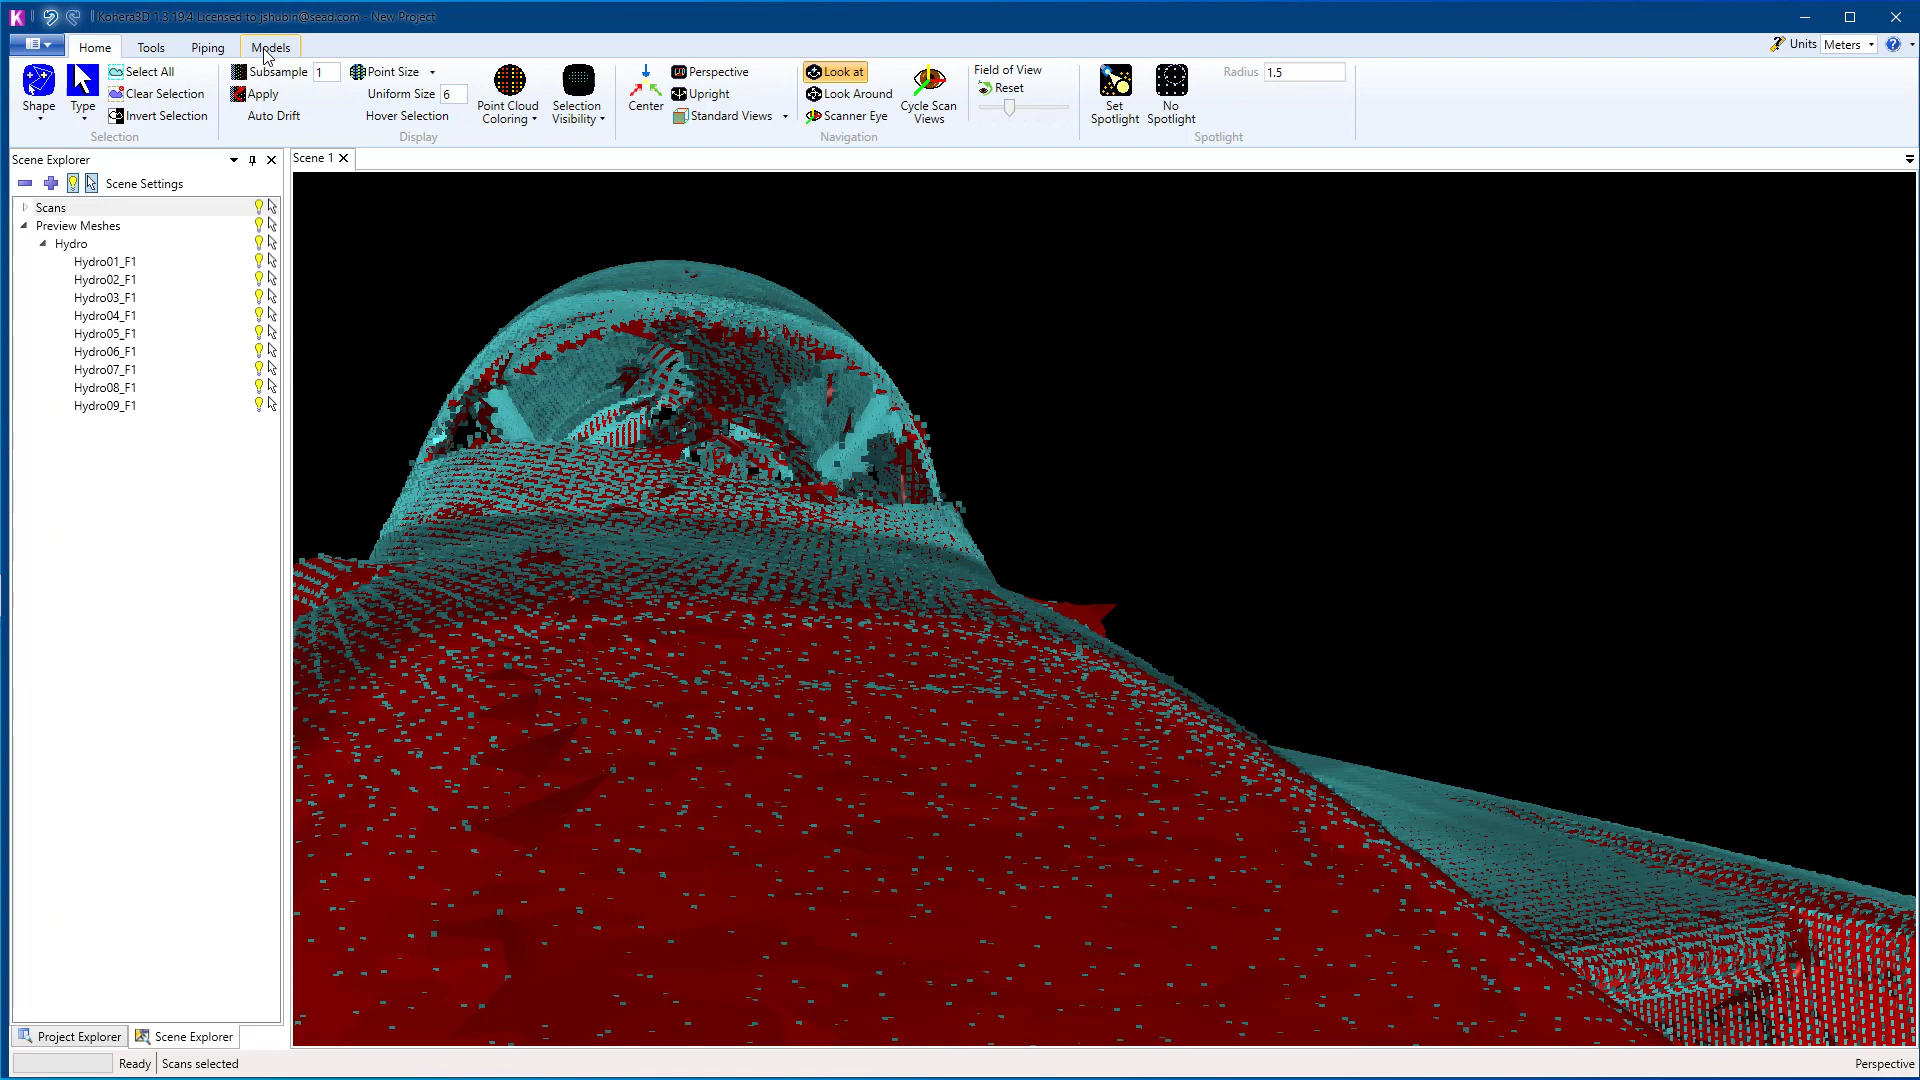 Kohera3D 1.3.19.4 Licensed to jshubin@sead.com - New Project
Home Tools Piping Models Units Meters
Shape Type
Select All
Clear Selection
Invert Selection
Selection
Subsample 1
Apply
Auto Drift
Point Size
Uniform Size 6
Hover Selection
Point Cloud Coloring
Selection Visibility
Display
Center
Perspective
Upright
Standard Views
Look at
Look Around
Scanner Eye
Cycle Scan Views
Field of View
Reset
Navigation
Set Spotlight
No Spotlight
Radius 1.5
Spotlight
Scene Explorer
Scene 1
Scene Settings
Scans
Preview Meshes
Hydro
Hydro01_F1
Hydro02_F1
Hydro03_F1
Hydro04_F1
Hydro05_F1
Hydro06_F1
Hydro07_F1
Hydro08_F1
Hydro09_F1
Project Explorer Scene Explorer
Ready Scans selected Perspective